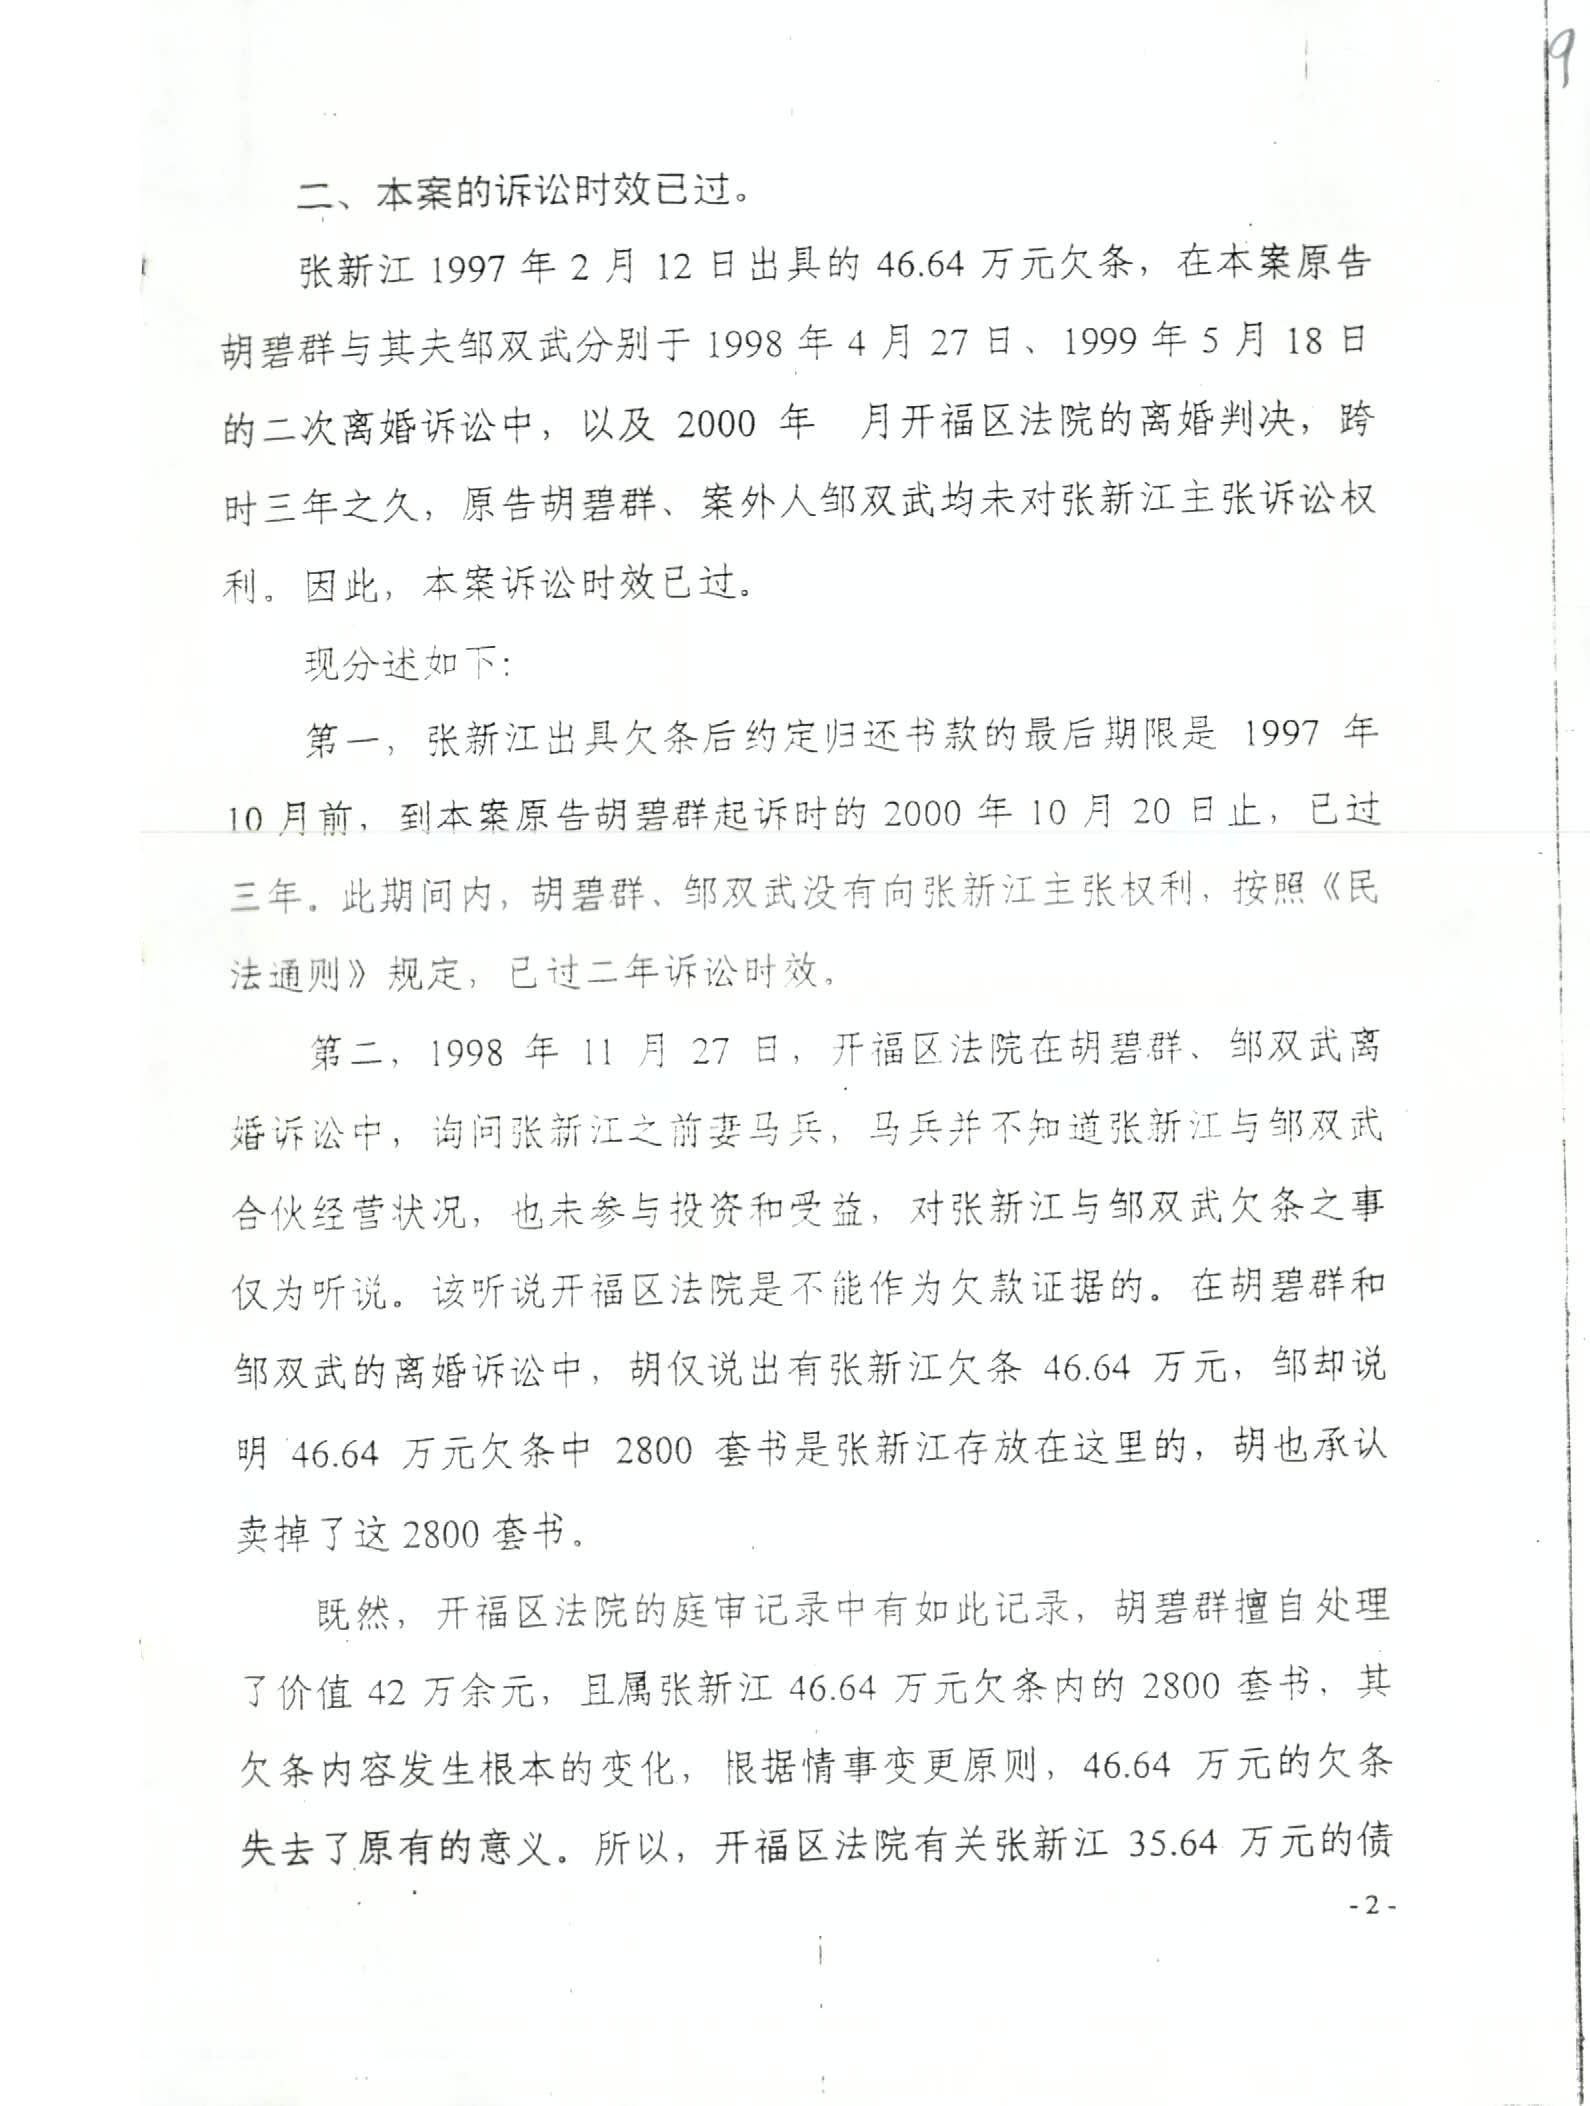 9
二、本案的诉讼时效已过。
张新江 1997 年 2 月 12 日出具的 46.64 万元欠条，在本案原告
胡碧群与其夫邹双武分别于 1998 年 4 月 27 日、1999 年 5 月 18 日
的二次离婚诉讼中，以及 2000 年　月开福区法院的离婚判决，跨
时三年之久，原告胡碧群、案外人邹双武均未对张新江主张诉讼权
利。因此，本案诉讼时效已过。
现分述如下：
第一，张新江出具欠条后约定归还书款的最后期限是 1997 年
10 月前，到本案原告胡碧群起诉时的 2000 年 10 月 20 日止，已过
三年。此期间内，胡碧群、邹双武没有向张新江主张权利，按照《民
法通则》规定，已过二年诉讼时效。
第二，1998 年 11 月 27 日，开福区法院在胡碧群、邹双武离
婚诉讼中，询问张新江之前妻马兵，马兵并不知道张新江与邹双武
合伙经营状况，也未参与投资和受益，对张新江与邹双武欠条之事
仅为听说。该听说开福区法院是不能作为欠款证据的。在胡碧群和
邹双武的离婚诉讼中，胡仅说出有张新江欠条 46.64 万元，邹却说
明 46.64 万元欠条中 2800 套书是张新江存放在这里的，胡也承认
卖掉了这 2800 套书。
既然，开福区法院的庭审记录中有如此记录，胡碧群擅自处理
了价值 42 万余元，且属张新江 46.64 万元欠条内的 2800 套书，其
欠条内容发生根本的变化，根据情事变更原则，46.64 万元的欠条
失去了原有的意义。所以，开福区法院有关张新江 35.64 万元的债
- 2 -